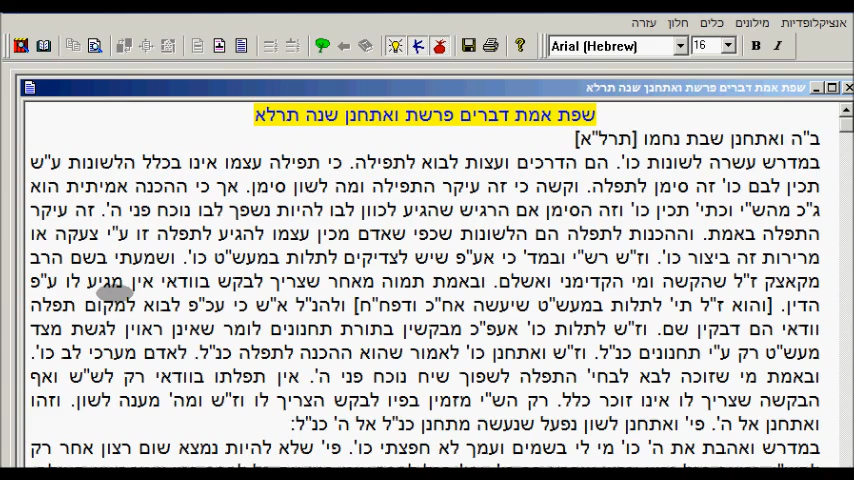 אנציקלופדיות מילונים כלים חלון עזרה
Arial (Hebrew) 16 B I
שפת אמת דברים פרשת ואתחנן שנה תרלא
שפת אמת דברים פרשת ואתחנן שנה תרלא
ב"ה ואתחנן שבת נחמו [תרל"א]
במדרש עשרה לשונות כו'. הם הדרכים ועצות לבוא לתפילה. כי תפילה עצמו אינו בכלל הלשונות ע"ש
תכין לבם כו' זה סימן לתפלה. וקשה כי זה עיקר התפילה ומה לשון סימן. אך כי ההכנה אמיתית הוא
ג"כ מהש"י וכתי' תכין כו' וזה הסימן אם הרגיש שהגיע לכוון לבו להיות נשפך לבו נוכח פני ה'. זה עיקר
התפלה באמת. וההכנות לתפלה הם הלשונות שכפי שאדם מכין עצמו להגיע לתפלה זו ע"י צעקה או
מרירות זה ביצור כו'. וז"ש רש"י ובמד' כי אע"פ שיש לצדיקים לתלות במעש"ט כו'. ושמעתי בשם הרב
מקאצק ז"ל שהקשה ומי הקדימני ואשלם. ובאמת תמוה מאחר שצריך לבקש בוודאי אין מגיע לו ע"פ
הדין. [והוא ז"ל תי' לתלות במעש"ט שיעשה אח"כ ודפח"ח] ולהנ"ל א"ש כי עכ"פ לבוא למקום תפלה
וודאי הם דבקין שם. וז"ש לתלות כו' אעפ"כ מבקשין בתורת תחנונים לומר שאינן ראוין לגשת מצד
מעש"ט רק ע"י תחנונים כנ"ל. וז"ש ואתחנן כו' לאמור שהוא ההכנה לתפלה כנ"ל. לאדם מערכי לב כו'.
ובאמת מי שזוכה לבא לבחי' התפלה לשפוך שיח נוכח פני ה'. אין תפלתו בוודאי רק לש"ש ואף
הבקשה שצריך לו אינו זוכר כלל. רק הש"י מזמין בפיו לבקש הצריך לו וז"ש ומה' מענה לשון. וזהו
ואתחנן אל ה'. פי' ואתחנן לשון נפעל שנעשה מתחנן כנ"ל אל ה' כנ"ל:
במדרש ואהבת את ה' כו' מי לי בשמים ועמך לא חפצתי כו'. פי' שלא להיות נמצא שום רצון אחר רק